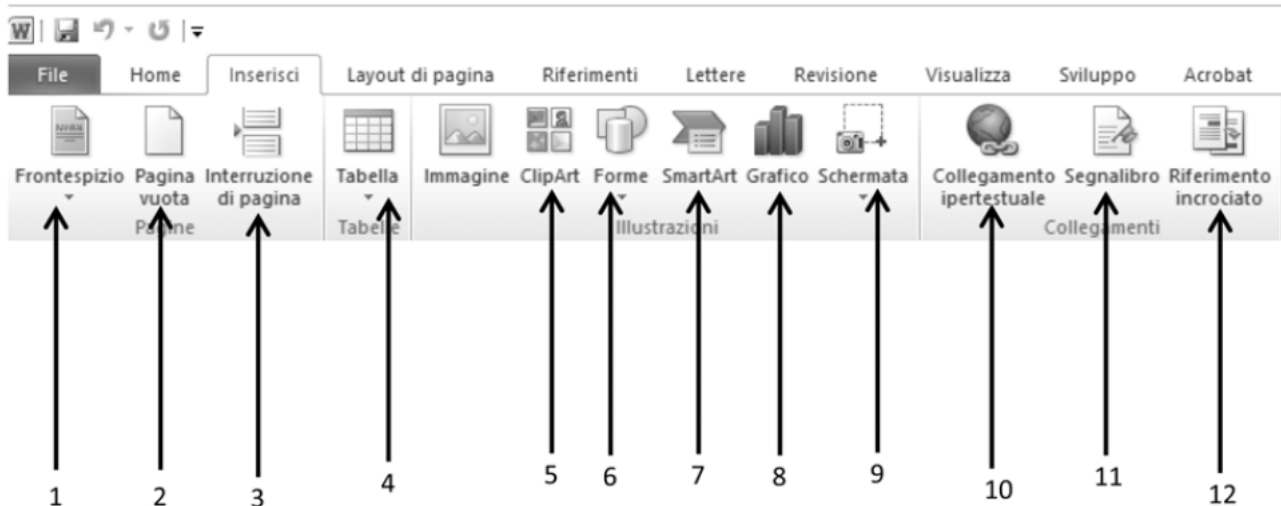 W
File Home Inserisci Layout di pagina Riferimenti Lettere Revisione Visualizza Sviluppo Acrobat
Frontespizio Pagina Interruzione Tabella Immagine ClipArt Forme SmartArt Grafico Schermata Collegamento Segnalibro Riferimento
vuota di pagina ipertestuale incrociato
Pagine Tabelle Illustrazioni Collegamenti
1 2 3 4 5 6 7 8 9 10 11 12